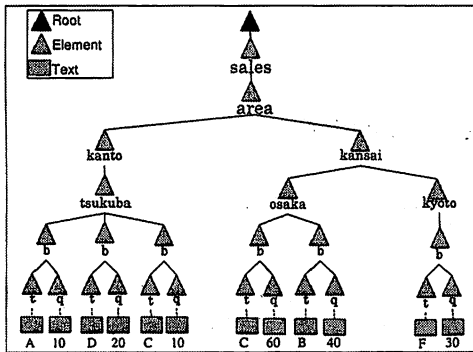 Root
Element
Text
sales
area
kanto kansai
tsukuba osaka kyoto
b b b b b b
t q t q t q t q t q t q
A 10 D 20 C 10 C 60 B 40 F 30